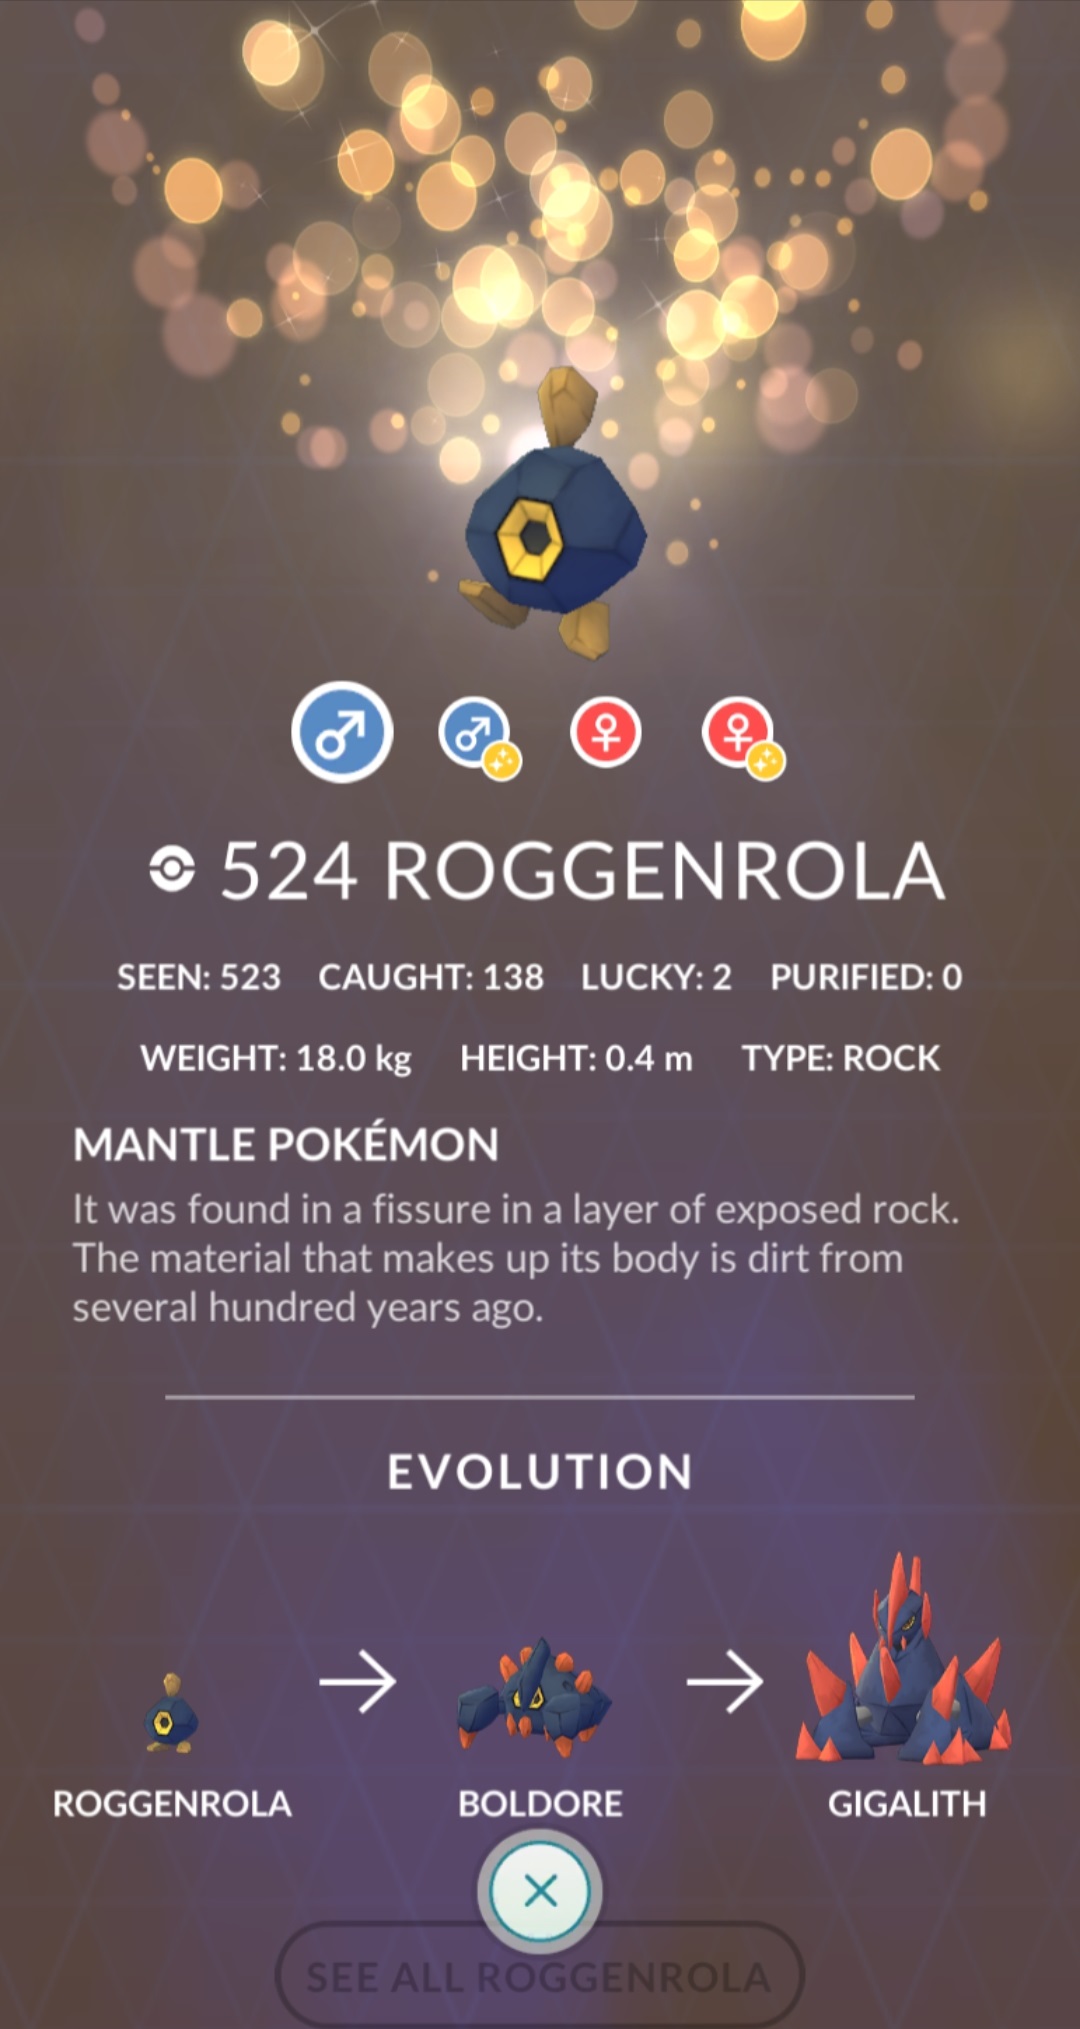 524 ROGGENROLA
SEEN: 523 CAUGHT: 138 LUCKY: 2 PURIFIED: 0
WEIGHT: 18.0 kg HEIGHT: 0.4 m TYPE: ROCK
MANTLE POKÉMON
It was found in a fissure in a layer of exposed rock.
The material that makes up its body is dirt from
several hundred years ago.
EVOLUTION
ROGGENROLA BOLDORE GIGALITH
SEE ALL ROGGENROLA